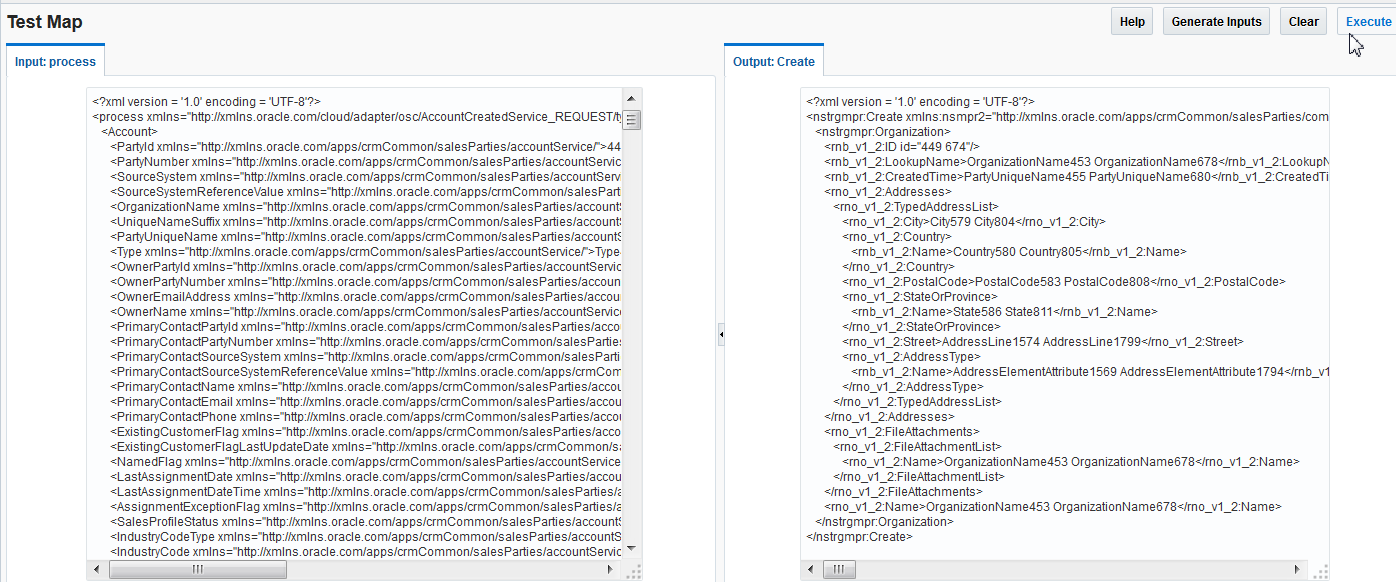 Test Map
Help
Generate Inputs
Clear
Execute
Input: process
<?xml version = '1.0' encoding = 'UTF-8'?>
<process xmlns="http://xmlns.oracle.com/cloud/adapter/osc/AccountCreatedService_REQUEST/ty
<Account>
<PartyId xmlns="http://xmlns.oracle.com/apps/crmCommon/salesParties/accountService/">44
<PartyNumber xmlns="http://xmlns.oracle.com/apps/crmCommon/salesParties/accountServic
<SourceSystem xmlns="http://xmlns.oracle.com/apps/crmCommon/salesParties/accountSe
<SourceSystemReferenceValue xmlns="http://xmlns.oracle.com/apps/crmCommon/salesPart
<OrganizationName xmlns="http://xmlns.oracle.com/apps/crmCommon/salesParties/account
<UniqueNameSuffix xmlns="http://xmlns.oracle.com/apps/crmCommon/salesParties/account
<PartyUniqueName xmlns="http://xmlns.oracle.com/apps/crmCommon/salesParties/accountS
<Type xmlns="http://xmlns.oracle.com/apps/crmCommon/salesParties/accountService/">Type
<OwnerPartyId xmlns="http://xmlns.oracle.com/apps/crmCommon/salesParties/accountServic
<OwnerPartyNumber xmlns="http://xmlns.oracle.com/apps/crmCommon/salesParties/account
<OwnerEmailAddress xmlns="http://xmlns.oracle.com/apps/crmCommon/salesParties/accou
<OwnerName xmlns="http://xmlns.oracle.com/apps/crmCommon/salesParties/accountService
<PrimaryContactPartyId xmlns="http://xmlns.oracle.com/apps/crmCommon/salesParties/acco
<PrimaryContactPartyNumber xmlns="http://xmlns.oracle.com/apps/crmCommon/salesParties
<PrimaryContactSourceSystem xmlns="http://xmlns.oracle.com/apps/crmCommon/salesParti
<PrimaryContactSourceSystemReferenceValue xmlns="http://xmlns.oracle.com/apps/crmCom
<PrimaryContactName xmlns="http://xmlns.oracle.com/apps/crmCommon/salesParties/accou
<PrimaryContactEmail xmlns="http://xmlns.oracle.com/apps/crmCommon/salesParties/accou
<PrimaryContactPhone xmlns="http://xmlns.oracle.com/apps/crmCommon/salesParties/accou
<ExistingCustomerFlag xmlns="http://xmlns.oracle.com/apps/crmCommon/salesParties/acco
<ExistingCustomerFlagLastUpdateDate xmlns="http://xmlns.oracle.com/apps/crmCommon/sa
<NamedFlag xmlns="http://xmlns.oracle.com/apps/crmCommon/salesParties/accountService
<LastAssignmentDate xmlns="http://xmlns.oracle.com/apps/crmCommon/salesParties/accou
<LastAssignmentDateTime xmlns="http://xmlns.oracle.com/apps/crmCommon/salesParties/a
<AssignmentExceptionFlag xmlns="http://xmlns.oracle.com/apps/crmCommon/salesParties/a
<SalesProfileStatus xmlns="http://xmlns.oracle.com/apps/crmCommon/salesParties/accountS
<IndustryCodeType xmlns="http://xmlns.oracle.com/apps/crmCommon/salesParties/account
<IndustryCode xmlns="http://xmlns.oracle.com/apps/crmCommon/salesParties/accountServic
Output: Create
<?xml version = '1.0' encoding = 'UTF-8'?>
<nstrgmpr:Create xmlns:nsmpr2="http://xmlns.oracle.com/apps/crmCommon/salesParties/com
<nstrgmpr:Organization>
<rnb_v1_2:ID id="449 674"/>
<rnb_v1_2:LookupName>OrganizationName453 OrganizationName678</rnb_v1_2:LookupN
<rnb_v1_2:CreatedTime>PartyUniqueName455 PartyUniqueName680</rnb_v1_2:CreatedTi
<rno_v1_2:Addresses>
<rno_v1_2:TypedAddressList>
<rno_v1_2:City>City579 City804</rno_v1_2:City>
<rno_v1_2:Country>
<rnb_v1_2:Name>Country580 Country805</rnb_v1_2:Name>
</rno_v1_2:Country>
<rno_v1_2:PostalCode>PostalCode583 PostalCode808</rno_v1_2:PostalCode>
<rno_v1_2:StateOrProvince>
<rnb_v1_2:Name>State586 State811</rnb_v1_2:Name>
</rno_v1_2:StateOrProvince>
<rno_v1_2:Street>AddressLine1574 AddressLine1799</rno_v1_2:Street>
<rno_v1_2:AddressType>
<rnb_v1_2:Name>AddressElementAttribute1569 AddressElementAttribute1794</rnb_v1
</rno_v1_2:AddressType>
</rno_v1_2:TypedAddressList>
</rno_v1_2:Addresses>
<rno_v1_2:FileAttachments>
<rno_v1_2:FileAttachmentList>
<rno_v1_2:Name>OrganizationName453 OrganizationName678</rno_v1_2:Name>
</rno_v1_2:FileAttachmentList>
</rno_v1_2:FileAttachments>
<rno_v1_2:Name>OrganizationName453 OrganizationName678</rno_v1_2:Name>
</nstrgmpr:Organization>
</nstrgmpr:Create>